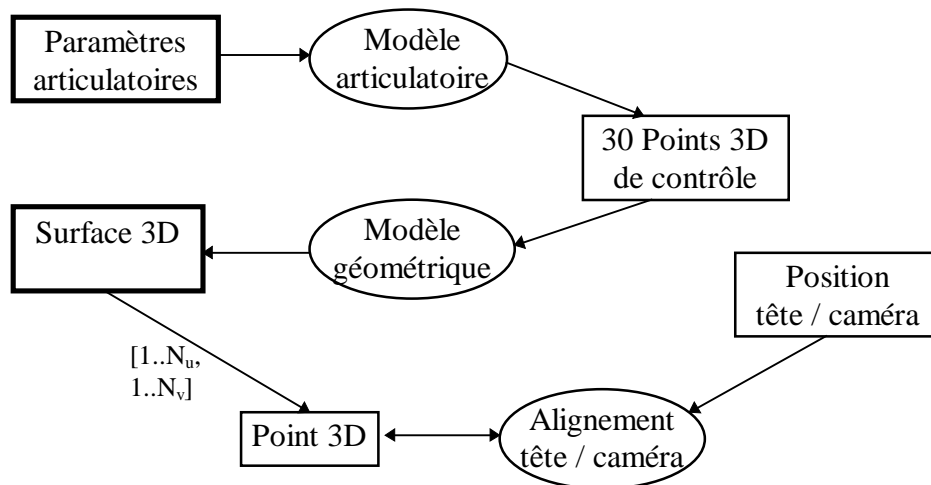 Paramètres
articulatoires
Modèle
articulatoire
30 Points 3D
de contrôle
Surface 3D
Modèle
géométrique
Position
tête / caméra
[1..Nu,
1..Nv]
Point 3D
Alignement
tête / caméra